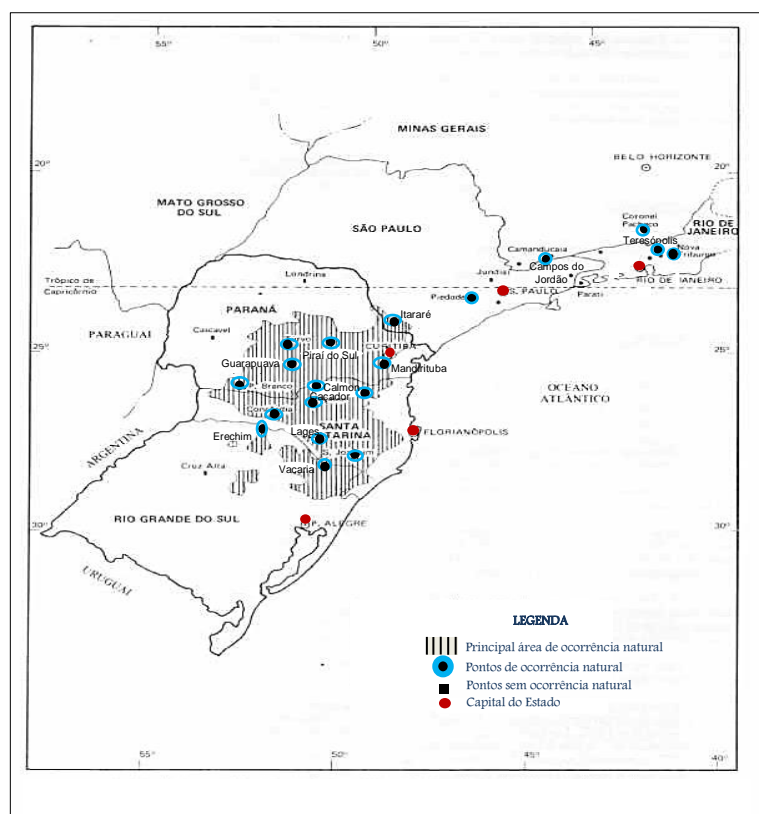 55°
50°
45°
MINAS GERAIS
BELO HORIZONTE
20°
20°
MATO GROSSO
DO SUL
SÃO PAULO
Coronel
Pacheco
RIO DE
JANEIRO
Teresópolis
Nova
Friburgo
Camanducaia
Campos do
Jordão
Londrina
Jundiaí
RIO DE JANEIRO
Trópico de
Capricórnio
S. PAULO
Parati
Piedade
PARANÁ
Itararé
PARAGUAI
Cascavel
CURITIBA
25°
25°
Piraí do Sul
Guarapuava
Mandirituba
P. Branco
Calmon
Caçador
OCEANO
ATLÂNTICO
Concórdia
SANTA
CATARINA
Lages
Erechim
FLORIANÓPOLIS
ARGENTINA
S. Joaquim
Cruz Alta
Vacaria
RIO GRANDE DO SUL
P. ALEGRE
30°
30°
URUGUAI
LEGENDA
Principal área de ocorrência natural
Pontos de ocorrência natural
Pontos sem ocorrência natural
Capital do Estado
55°
50°
45°
40°